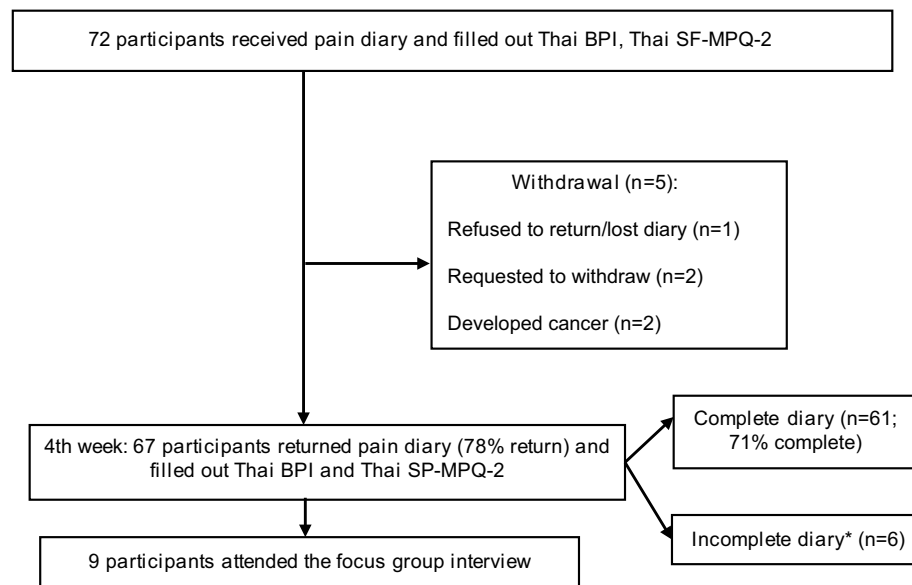 72 participants received pain diary and filled out Thai BPI, Thai SF-MPQ-2
Withdrawal (n=5):
Refused to return/lost diary (n=1)
Requested to withdraw (n=2)
Developed cancer (n=2)
4th week: 67 participants returned pain diary (78% return) and
filled out Thai BPI and Thai SP-MPQ-2
Complete diary (n=61;
71% complete)
Incomplete diary* (n=6)
9 participants attended the focus group interview